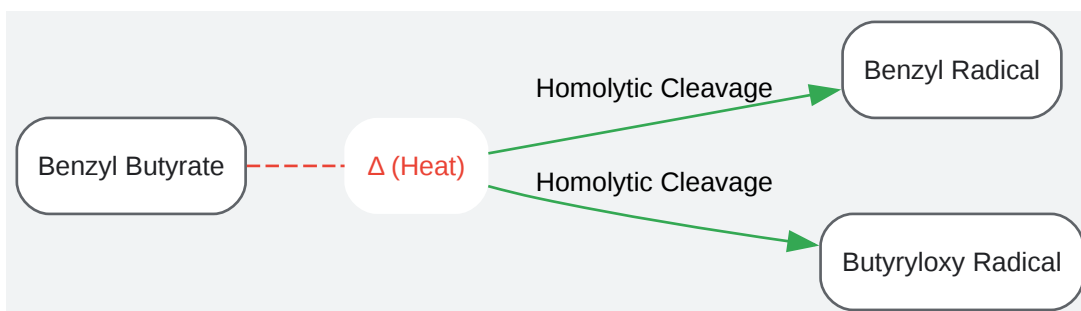 Benzyl Butyrate
Δ (Heat)
Homolytic Cleavage
Benzyl Radical
Homolytic Cleavage
Butyryloxy Radical